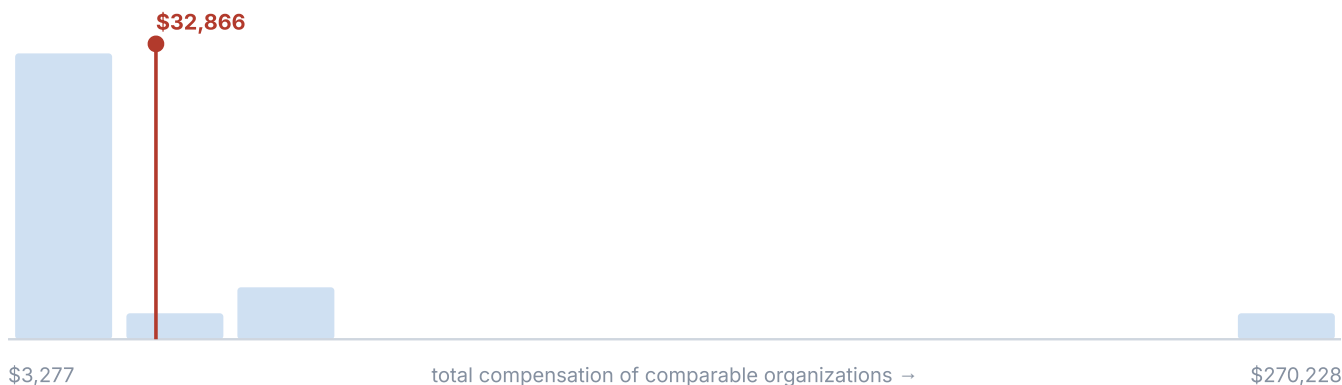 $32,866
$3,277
total compensation of comparable organizations →
$270,228